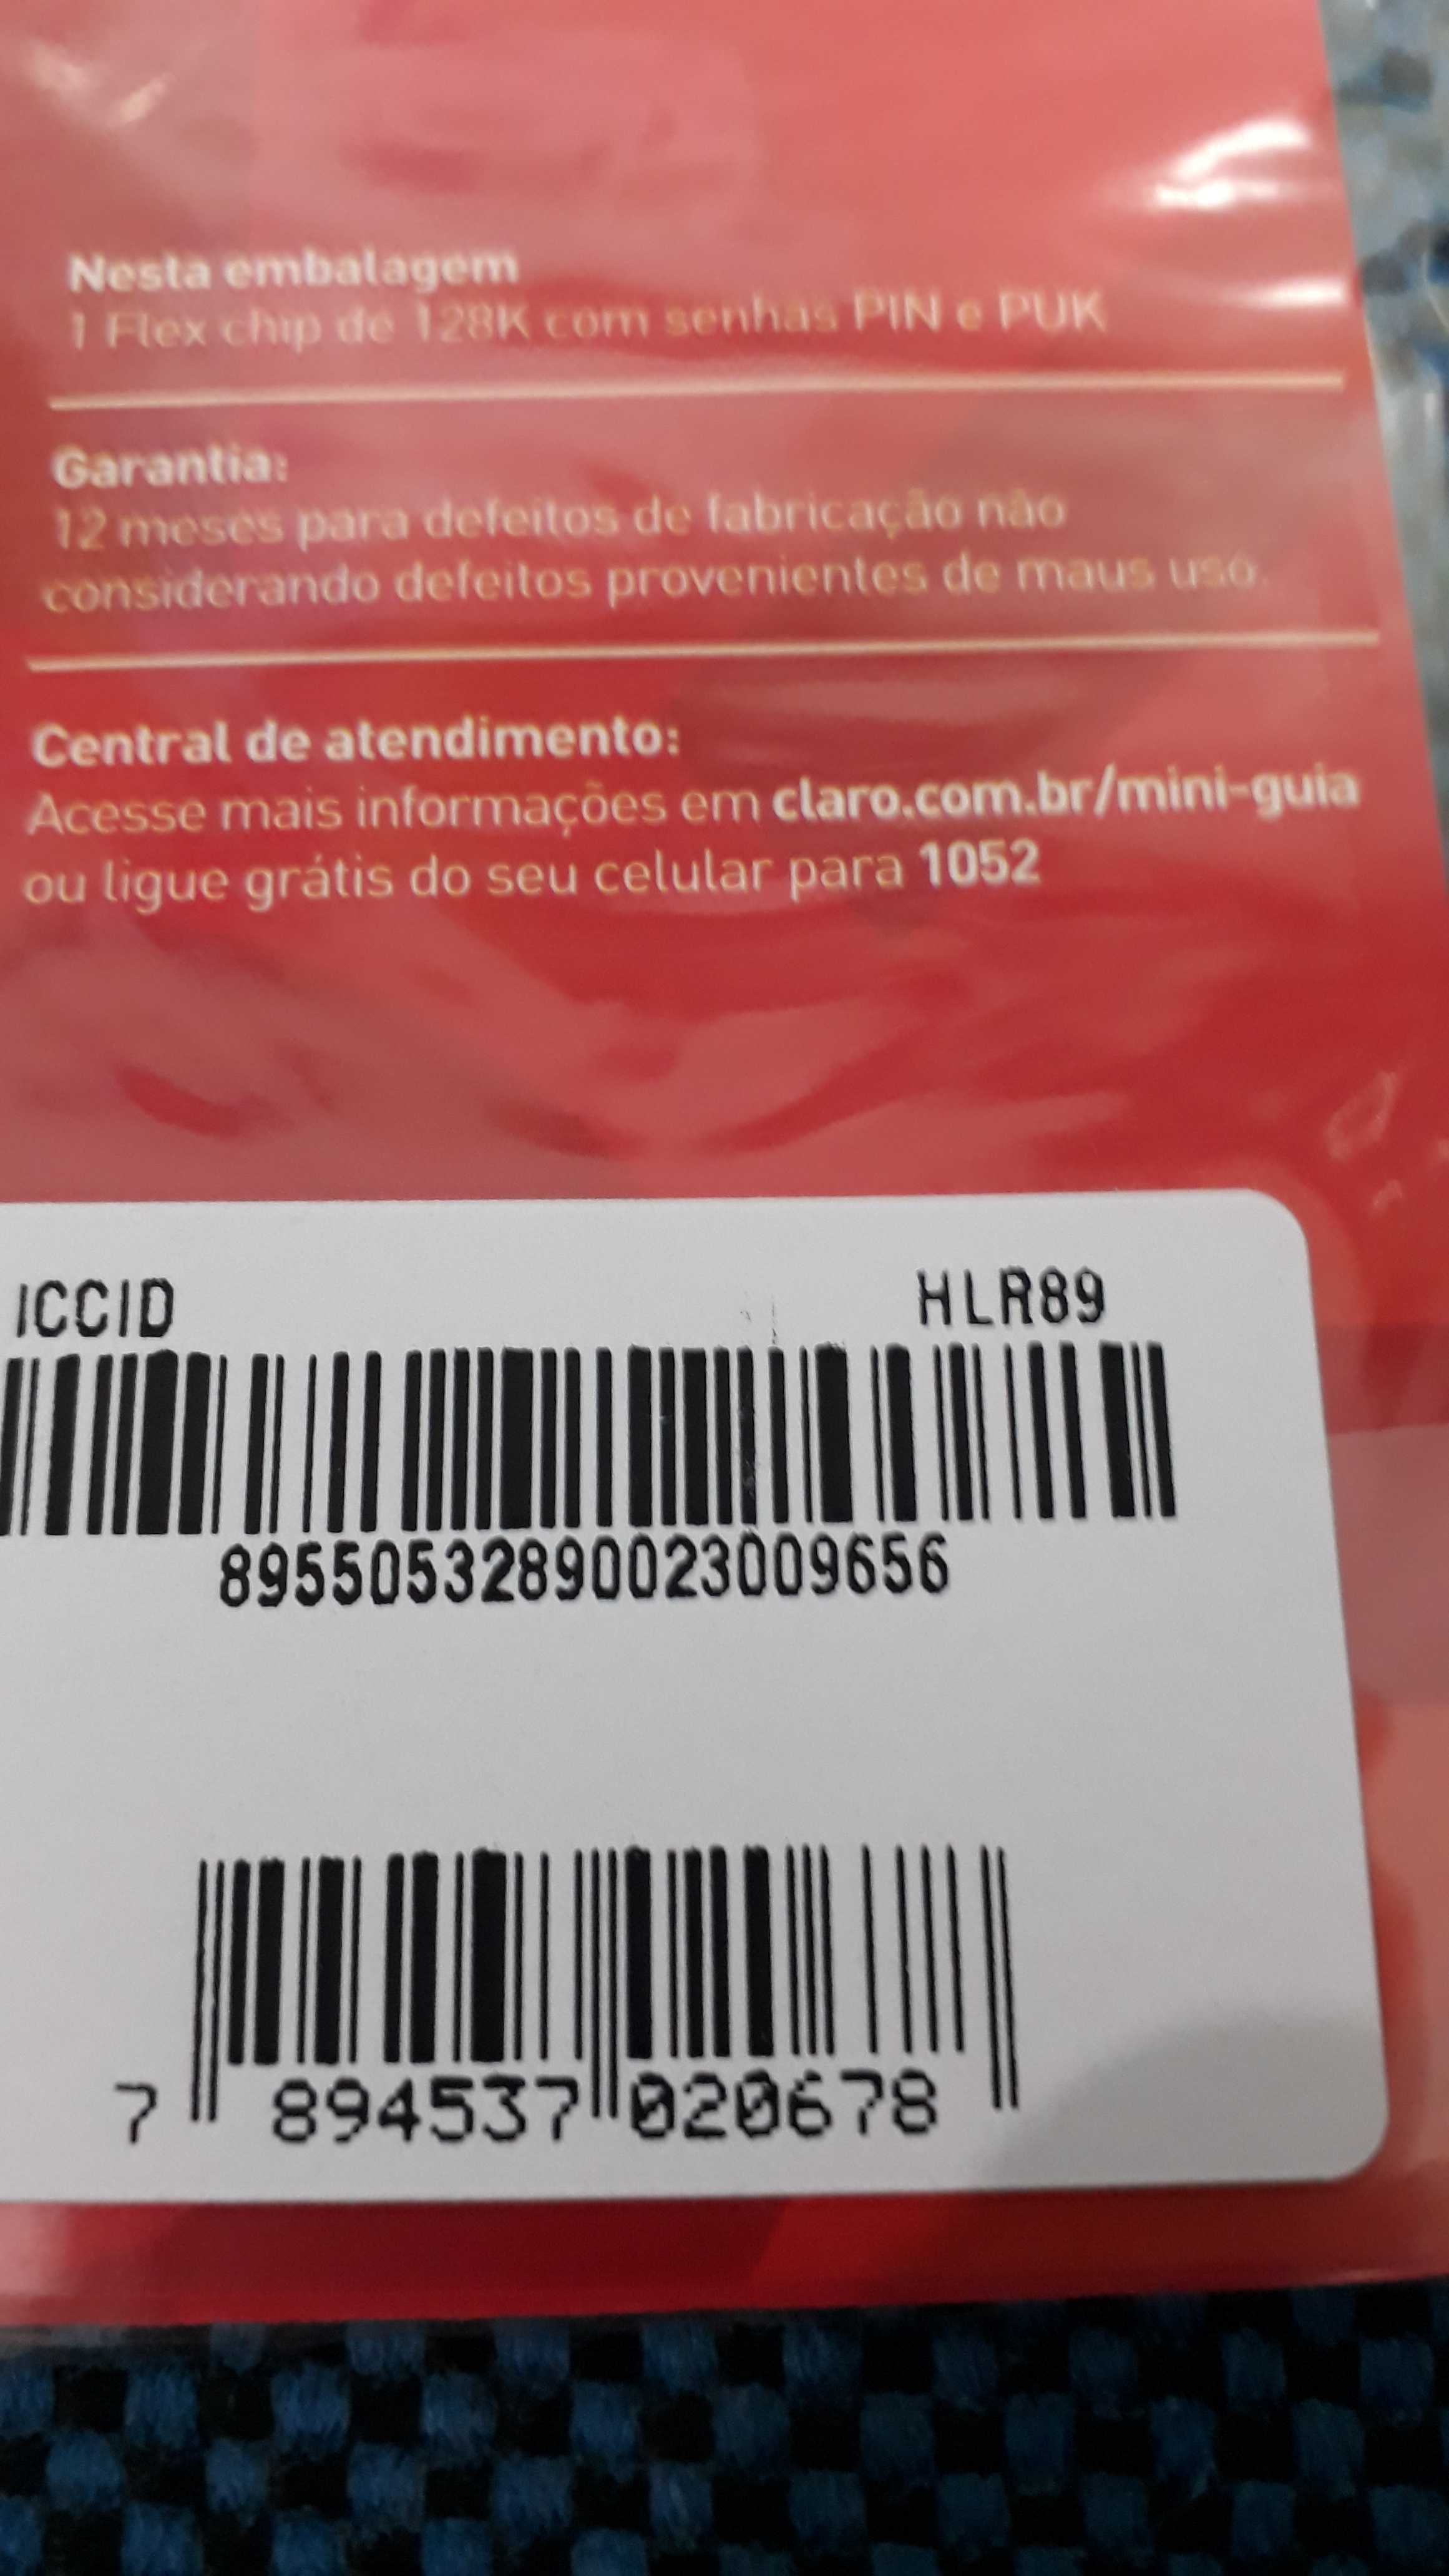 Nesta embalagem
1 Flex chip de 128K com senhas PIN e PUK
Garantia:
12 meses para defeitos de fabricação não
considerando defeitos provenientes de maus uso.
Central de atendimento:
Acesse mais informações em claro.com.br/mini-guia
ou ligue grátis do seu celular para 1052
ICCID HLR89
89550532890023009656
7 894537 020678